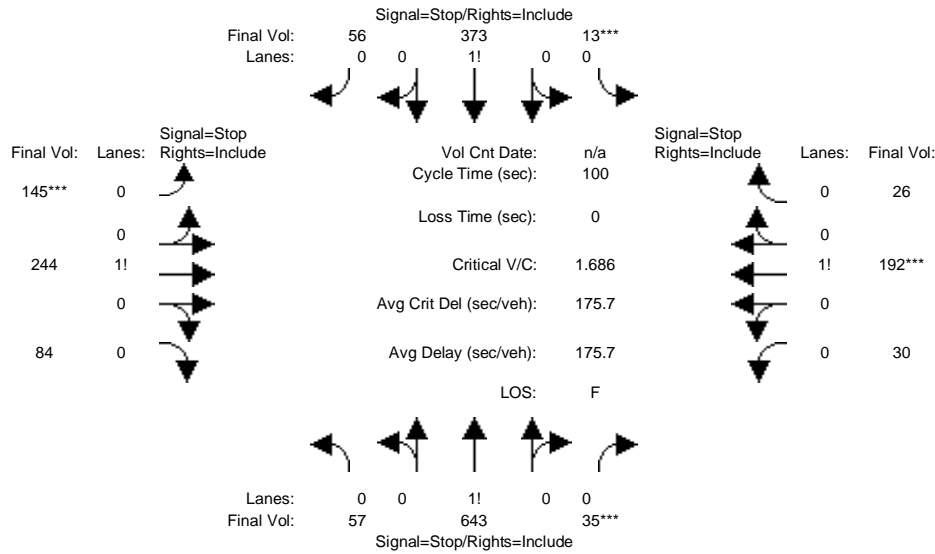 Signal=Stop/Rights=Include
Final Vol: 56 373 13***
Lanes: 0 0 1! 0 0
Signal=Stop Signal=Stop
Final Vol: Lanes: Rights=Include Vol Cnt Date: n/a Rights=Include Lanes: Final Vol:
Cycle Time (sec): 100
145*** 0 0 26
Loss Time (sec): 0
0 0
244 1! Critical V/C: 1.686 1! 192***
0 Avg Crit Del (sec/veh): 175.7 0
84 0 Avg Delay (sec/veh): 175.7 0 30
LOS: F
Lanes: 0 0 1! 0 0
Final Vol: 57 643 35***
Signal=Stop/Rights=Include